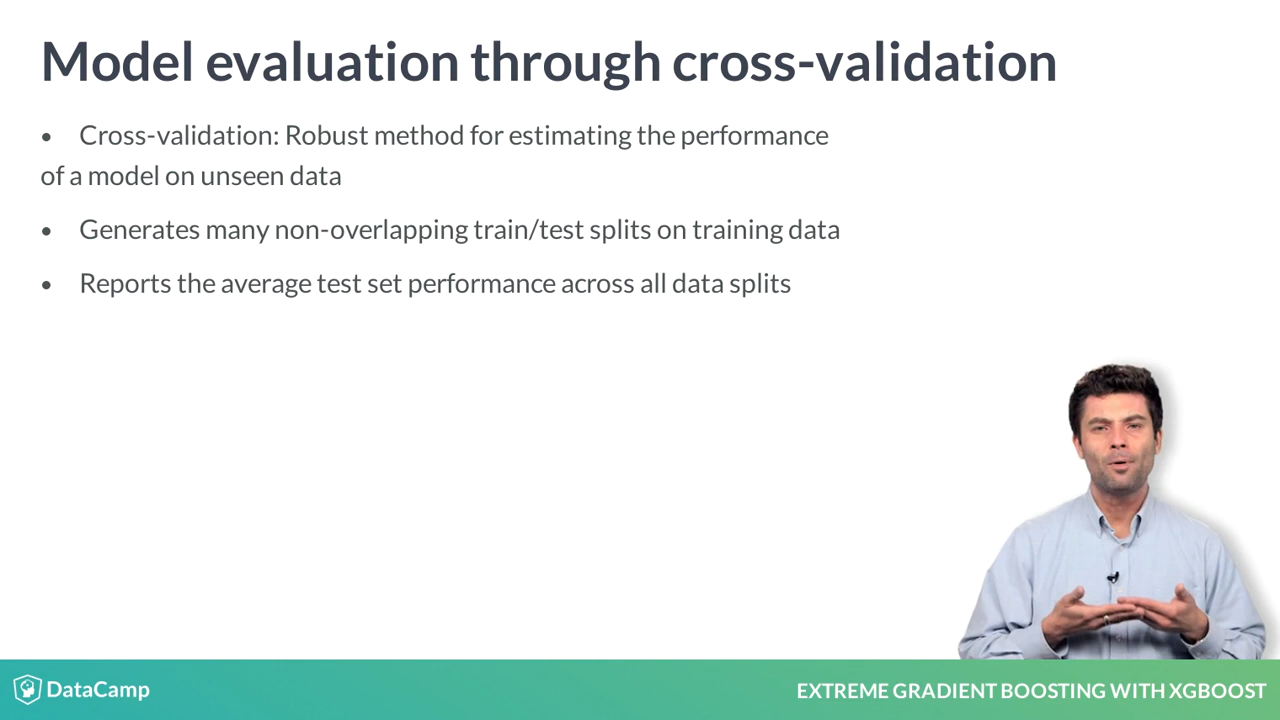 Model evaluation through cross-validation
• Cross-validation: Robust method for estimating the performance
of a model on unseen data
• Generates many non-overlapping train/test splits on training data
• Reports the average test set performance across all data splits
DataCamp
EXTREME GRADIENT BOOSTING WITH XGBOOST